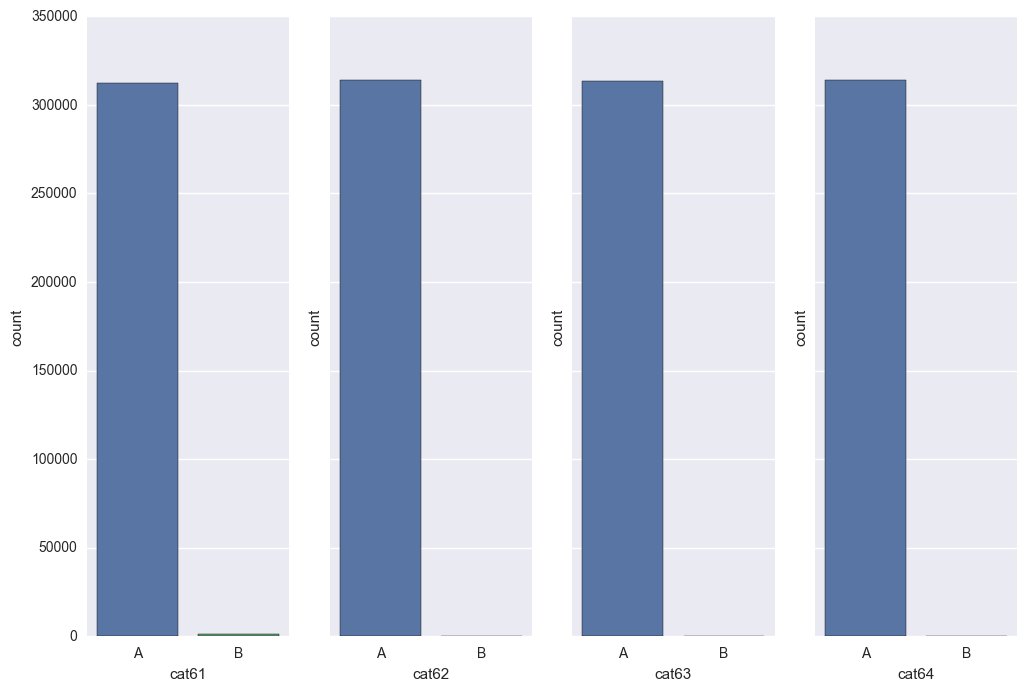 350000
300000
250000
200000
150000
100000
50000
0
count
A B
cat61
count
A B
cat62
count
A B
cat63
count
A B
cat64